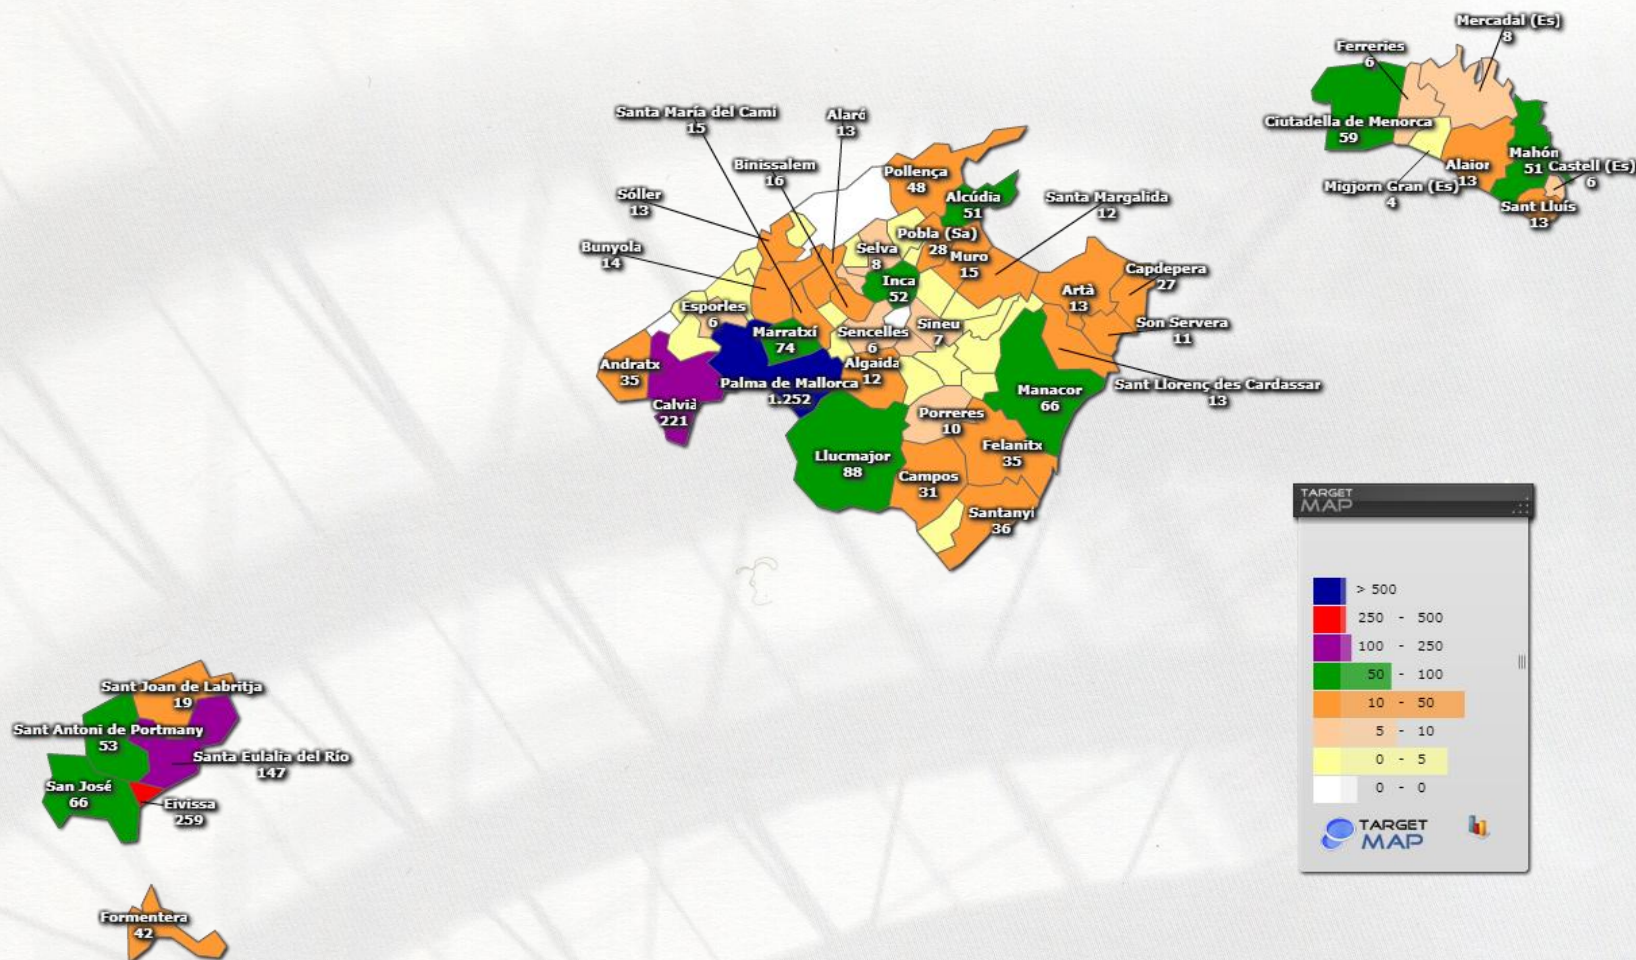 Mercadal (Es)
8
Ferreries
6
Ciutadella de Menorca
59
Mahón
51
Castell (Es)
6
Alaior
13
Migjorn Gran (Es)
4
Sant Lluís
13
Santa María del Camí
15
Alaró
13
Binissalem
16
Sóller
13
Bunyola
14
Pollença
48
Alcúdia
51
Santa Margalida
12
Pobla (Sa)
28
Selva
8
Muro
15
Inca
52
Capdepera
27
Artà
13
Son Servera
11
Esporles
6
Marratxí
74
Sencelles
6
Sineu
7
Andratx
35
Algaida
12
Palma de Mallorca
1.252
Calvià
221
Manacor
66
Sant Llorenç des Cardassar
13
Porreres
10
Felanitx
35
Llucmajor
88
Campos
31
Santanyí
36
TARGET
MAP
> 500
250 - 500
100 - 250
50 - 100
10 - 50
5 - 10
0 - 5
0 - 0
TARGET
MAP
Sant Joan de Labritja
19
Sant Antoni de Portmany
53
Santa Eulalia del Río
147
San José
66
Eivissa
259
Formentera
42